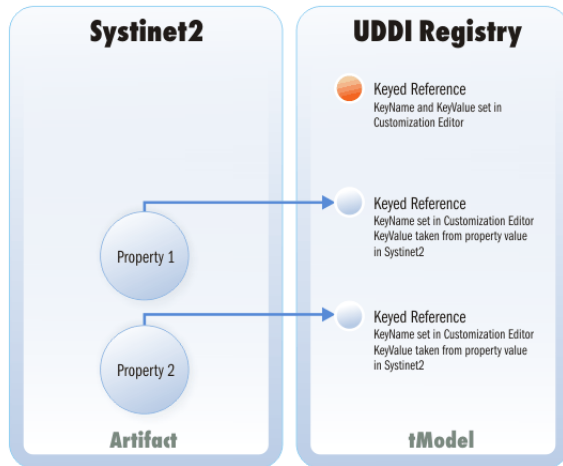 Systinet2
Property 1
Property 2
Artifact
UDDI Registry
Keyed Reference
KeyName and KeyValue set in
Customization Editor
Keyed Reference
KeyName set in Customization Editor
KeyValue taken from property value
in Systinet2
Keyed Reference
KeyName set in Customization Editor
KeyValue taken from property value
in Systinet2
tModel